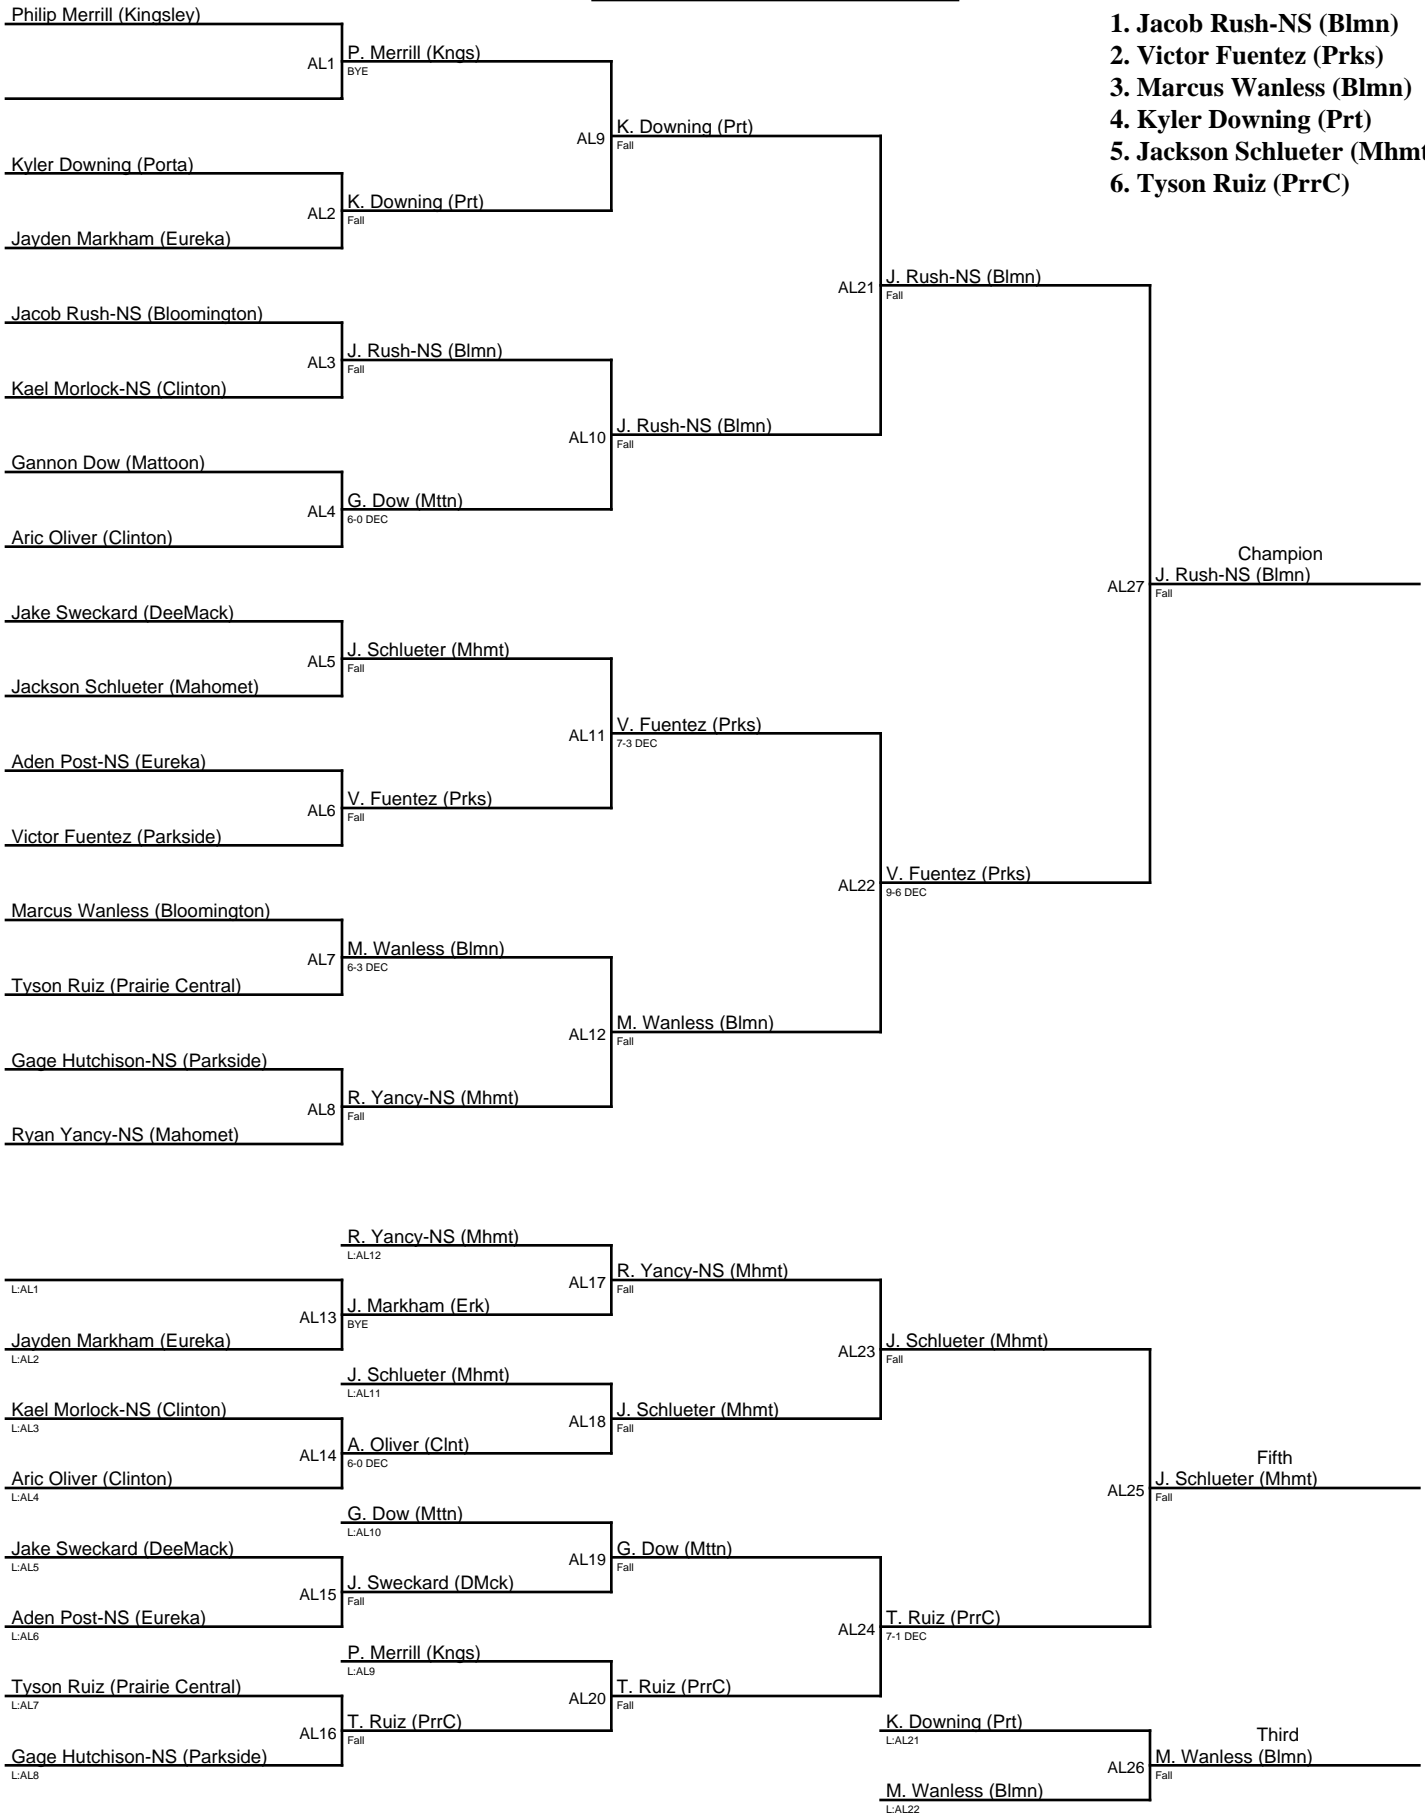 Philip Merrill (Kingsley)
AL1
P. Merrill (Kngs)
BYE
Kyler Downing (Porta)
AL2
K. Downing (Prt)
Fall
Jayden Markham (Eureka)
AL9
K. Downing (Prt)
Fall
Jacob Rush-NS (Bloomington)
AL3
J. Rush-NS (Blmn)
Fall
Kael Morlock-NS (Clinton)
AL10
J. Rush-NS (Blmn)
Fall
Gannon Dow (Mattoon)
AL4
G. Dow (Mttn)
6-0 DEC
Aric Oliver (Clinton)
AL21
J. Rush-NS (Blmn)
Fall
Jake Sweckard (DeeMack)
AL5
J. Schlueter (Mhmt)
Fall
Jackson Schlueter (Mahomet)
AL11
V. Fuentez (Prks)
7-3 DEC
Aden Post-NS (Eureka)
AL6
V. Fuentez (Prks)
Fall
Victor Fuentez (Parkside)
AL22
V. Fuentez (Prks)
9-6 DEC
Marcus Wanless (Bloomington)
AL7
M. Wanless (Blmn)
6-3 DEC
Tyson Ruiz (Prairie Central)
AL12
M. Wanless (Blmn)
Fall
Gage Hutchison-NS (Parkside)
AL8
R. Yancy-NS (Mhmt)
Fall
Ryan Yancy-NS (Mahomet)
AL27
Champion
J. Rush-NS (Blmn)
Fall
1. Jacob Rush-NS (Blmn)
2. Victor Fuentez (Prks)
3. Marcus Wanless (Blmn)
4. Kyler Downing (Prt)
5. Jackson Schlueter (Mhmt
6. Tyson Ruiz (PrrC)
R. Yancy-NS (Mhmt)
L:AL12
AL17
R. Yancy-NS (Mhmt)
Fall
L:AL1
AL13
J. Markham (Erk)
BYE
Jayden Markham (Eureka)
L:AL2
AL23
J. Schlueter (Mhmt)
Fall
J. Schlueter (Mhmt)
L:AL11
Kael Morlock-NS (Clinton)
L:AL3
AL18
J. Schlueter (Mhmt)
Fall
AL14
A. Oliver (Clnt)
6-0 DEC
Aric Oliver (Clinton)
L:AL4
AL25
Fifth
J. Schlueter (Mhmt)
Fall
G. Dow (Mttn)
L:AL10
Jake Sweckard (DeeMack)
L:AL5
AL19
G. Dow (Mttn)
Fall
AL15
J. Sweckard (DMck)
Fall
Aden Post-NS (Eureka)
L:AL6
AL24
T. Ruiz (PrrC)
7-1 DEC
P. Merrill (Kngs)
L:AL9
Tyson Ruiz (Prairie Central)
L:AL7
AL20
T. Ruiz (PrrC)
Fall
AL16
T. Ruiz (PrrC)
Fall
Gage Hutchison-NS (Parkside)
L:AL8
K. Downing (Prt)
L:AL21
AL26
Third
M. Wanless (Blmn)
Fall
M. Wanless (Blmn)
L:AL22